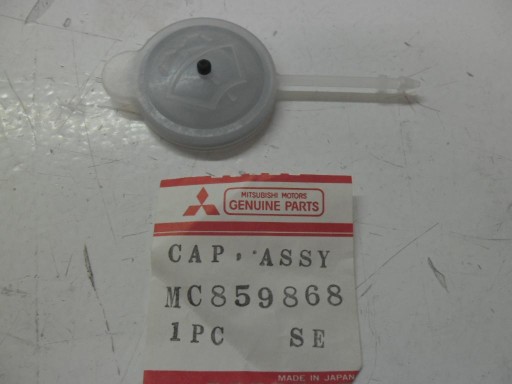 MITSUBISHI MOTORS
GENUINE PARTS
CAP, ASSY
MC859868
1PC SE
MADE IN JAPAN